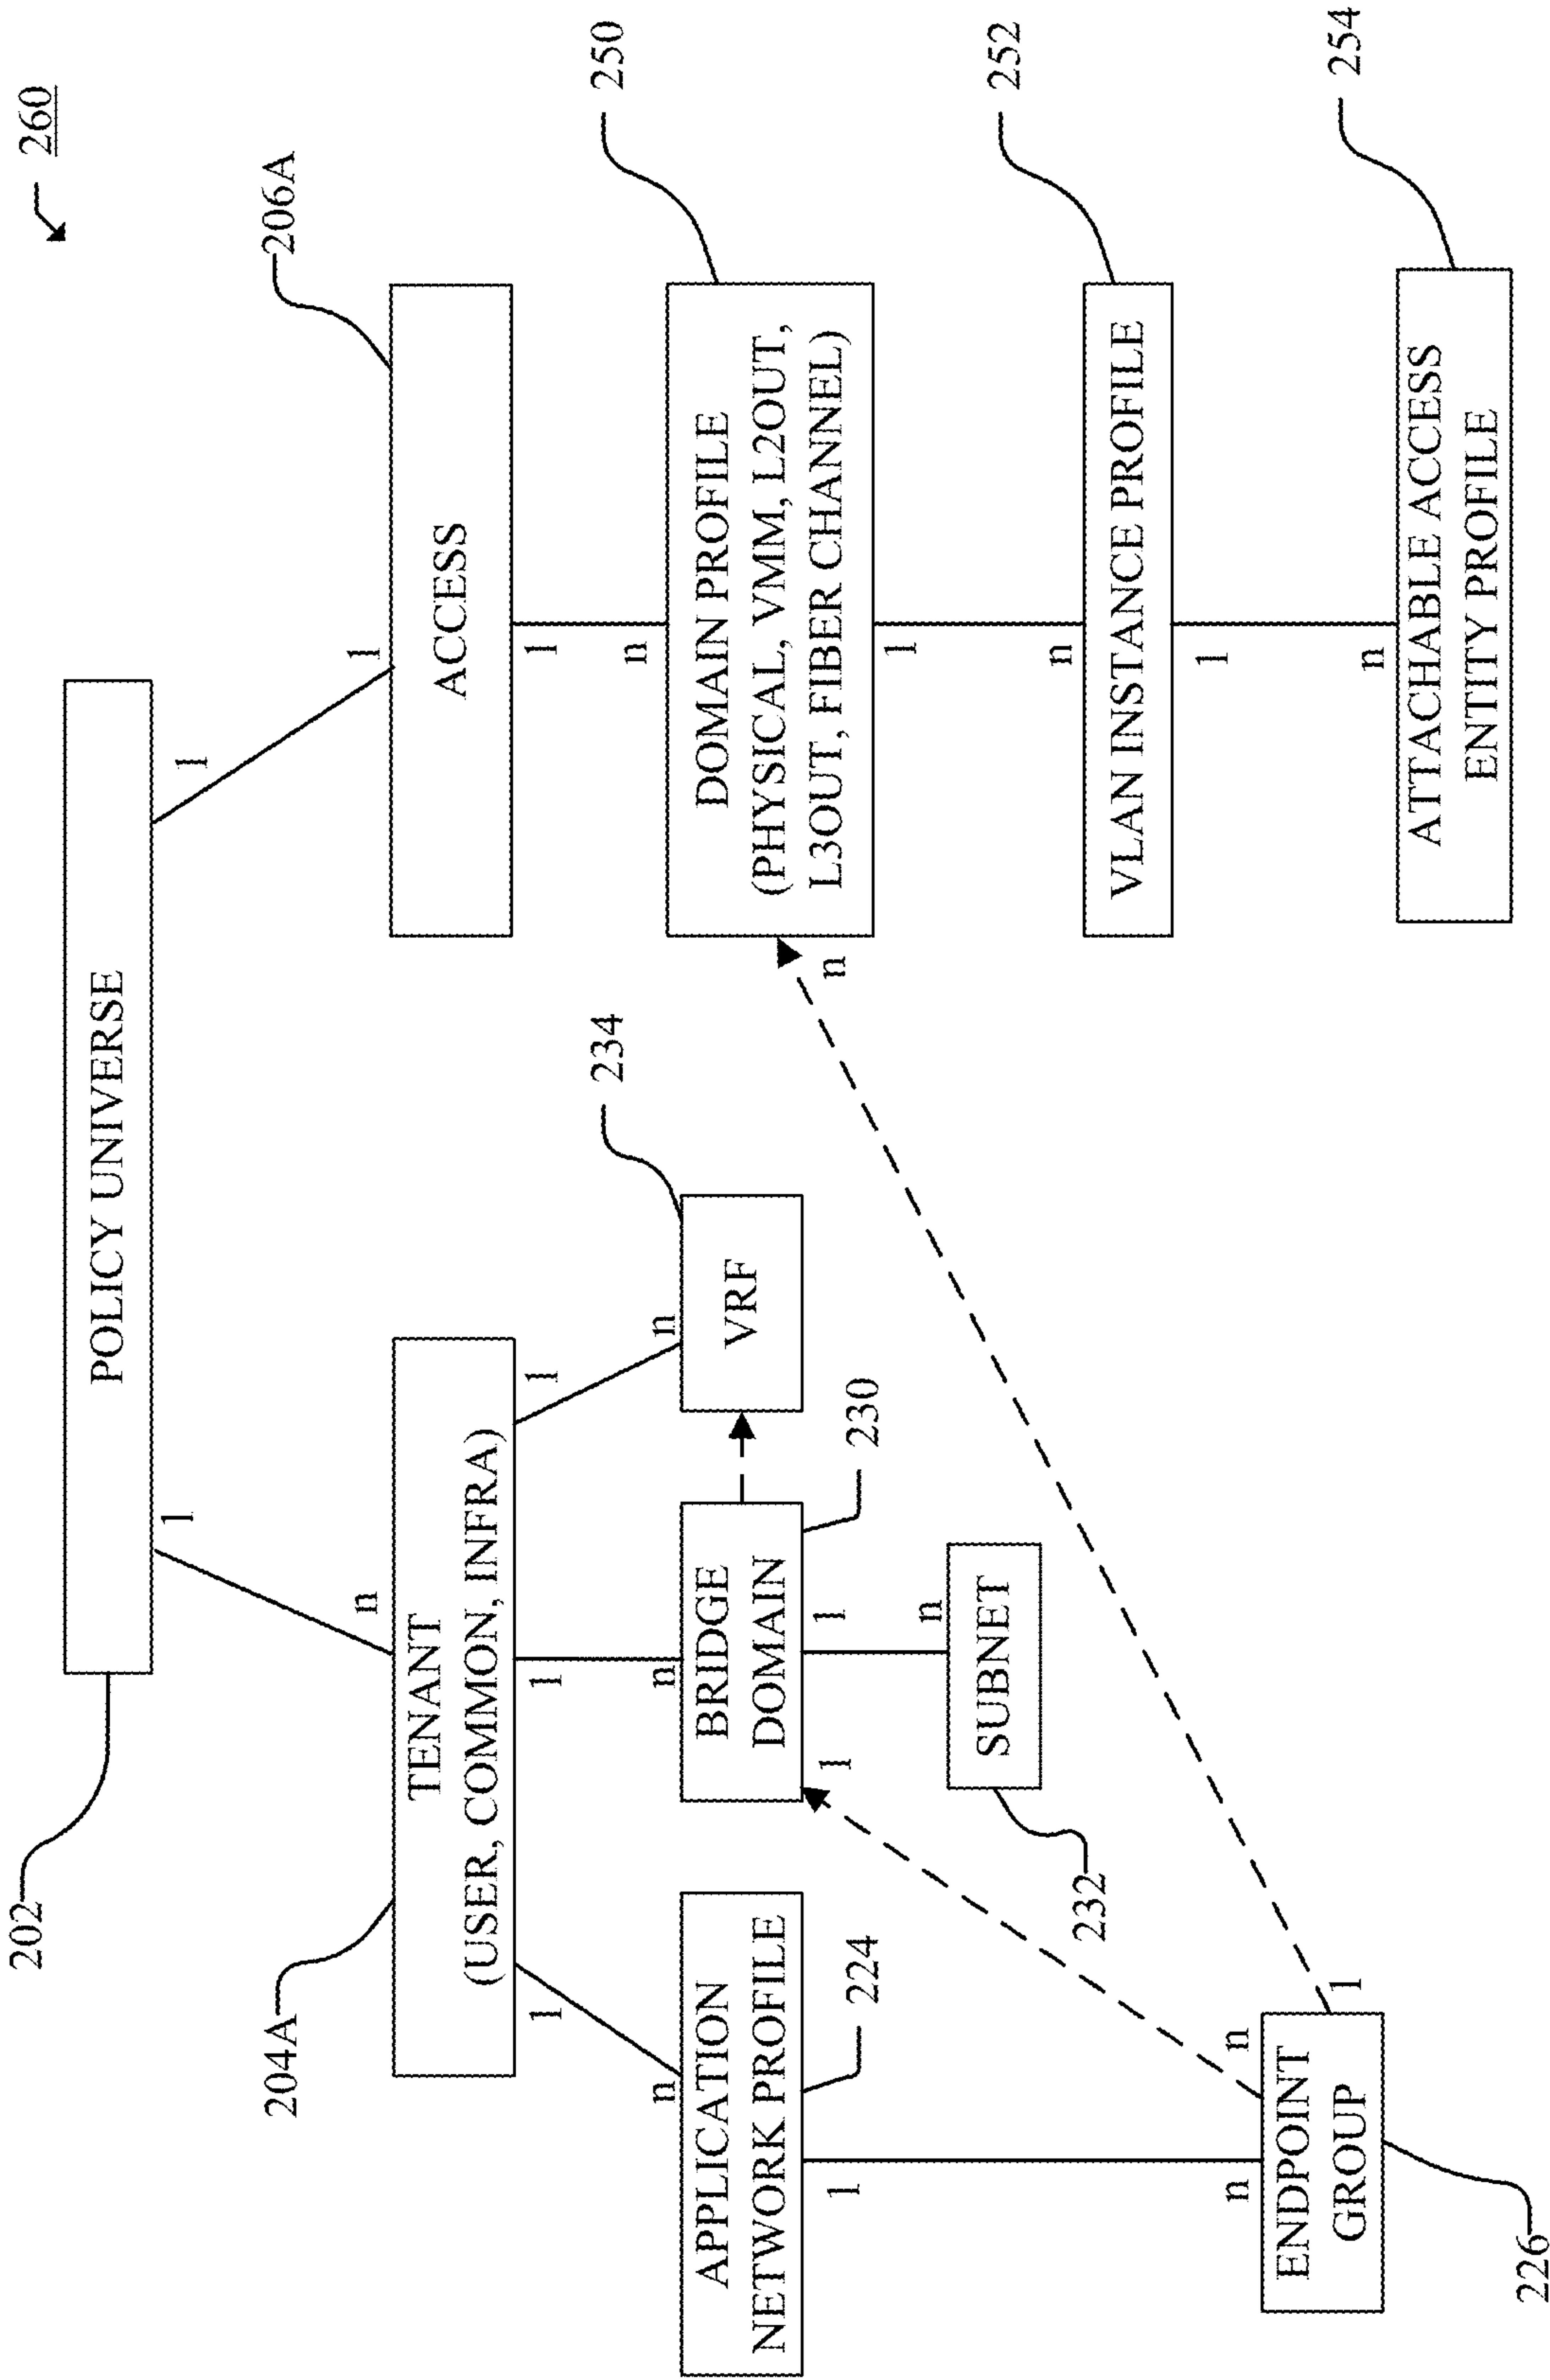 260
202
POLICY UNIVERSE
1
1
n
1
204A
206A
TENANT
(USER, COMMON, INFRA)
ACCESS
1
1
1
1
n
n
n
n
224
APPLICATION
NETWORK PROFILE
230
BRIDGE
DOMAIN
234
VRF
250
DOMAIN PROFILE
(PHYSICAL, VMM, L2OUT,
L3OUT, FIBER CHANNEL)
1
1
1
n
1
n
n
232
SUBNET
252
VLAN INSTANCE PROFILE
1
n
n
n
1
226
ENDPOINT
GROUP
254
ATTACHABLE ACCESS
ENTITY PROFILE